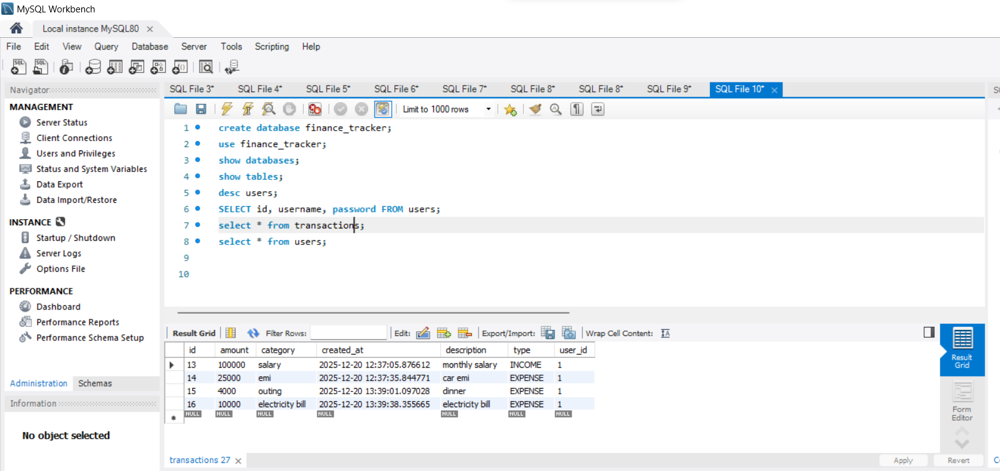 MySQL Workbench
Local instance MySQL80
File Edit View Query Database Server Tools Scripting Help
Navigator
MANAGEMENT
Server Status
Client Connections
Users and Privileges
Status and System Variables
Data Export
Data Import/Restore
INSTANCE
Startup / Shutdown
Server Logs
Options File
PERFORMANCE
Dashboard
Performance Reports
Performance Schema Setup
Administration Schemas
Information
No object selected
SQL File 3* SQL File 4* SQL File 5* SQL File 6* SQL File 7* SQL File 8* SQL File 8* SQL File 9* SQL File 10*
Limit to 1000 rows
1 create database finance_tracker;
2 use finance_tracker;
3 show databases;
4 show tables;
5 desc users;
6 SELECT id, username, password FROM users;
7 select * from transactions;
8 select * from users;
9
10
Result Grid Filter Rows: Edit: Export/Import: Wrap Cell Content:
id amount category created_at description type user_id
13 100000 salary 2025-12-20 12:37:05.876612 monthly salary INCOME 1
14 25000 emi 2025-12-20 12:37:35.844771 car emi EXPENSE 1
15 4000 outing 2025-12-20 13:39:01.097028 dinner EXPENSE 1
16 10000 electricity bill 2025-12-20 13:39:38.355665 electricity bill EXPENSE 1
NULL NULL NULL NULL NULL NULL NULL
Result
Grid
Form
Editor
transactions 27
Apply Revert